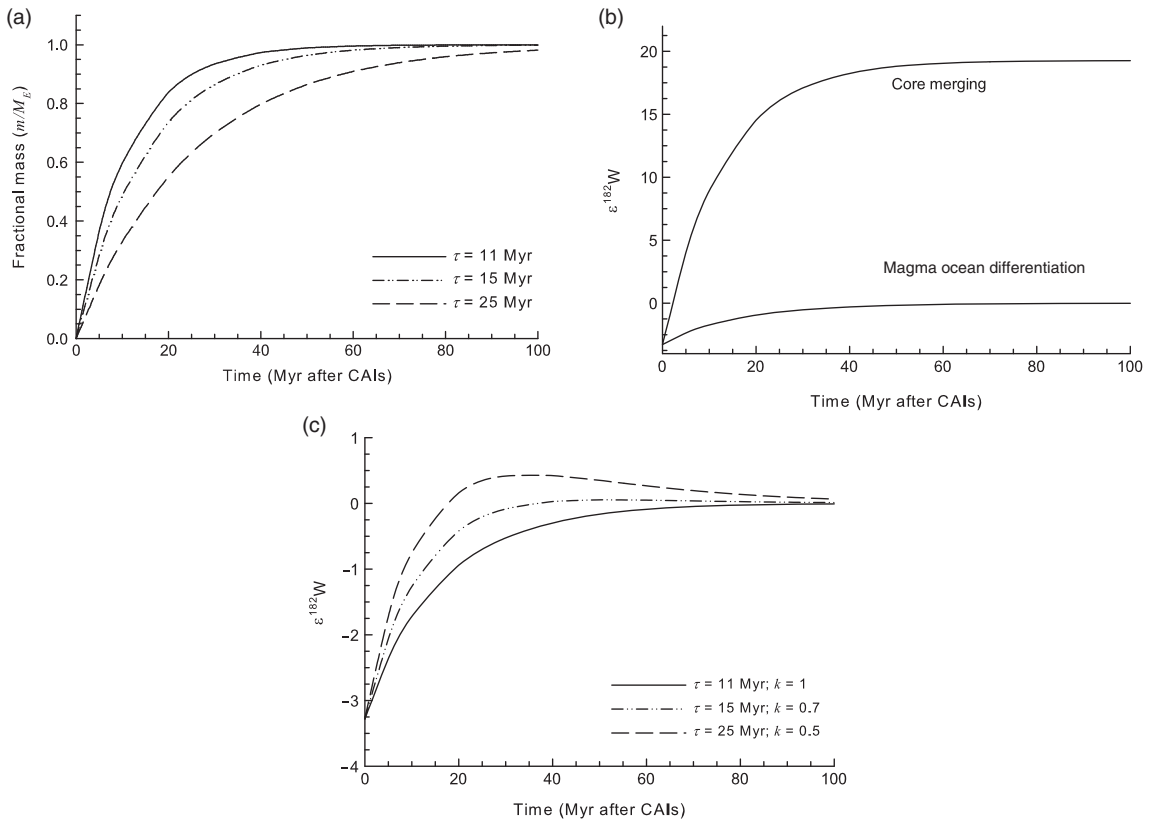 (a)
1.0
0.8
0.6
0.4
0.2
0.0
Fractional mass (m/M_E)
τ = 11 Myr
τ = 15 Myr
τ = 25 Myr
0 20 40 60 80 100
Time (Myr after CAIs)
(b)
20
15
10
5
0
ε182W
Core merging
Magma ocean differentiation
0 20 40 60 80 100
Time (Myr after CAIs)
(c)
1
0
−1
−2
−3
−4
ε182W
τ = 11 Myr; k = 1
τ = 15 Myr; k = 0.7
τ = 25 Myr; k = 0.5
0 20 40 60 80 100
Time (Myr after CAIs)